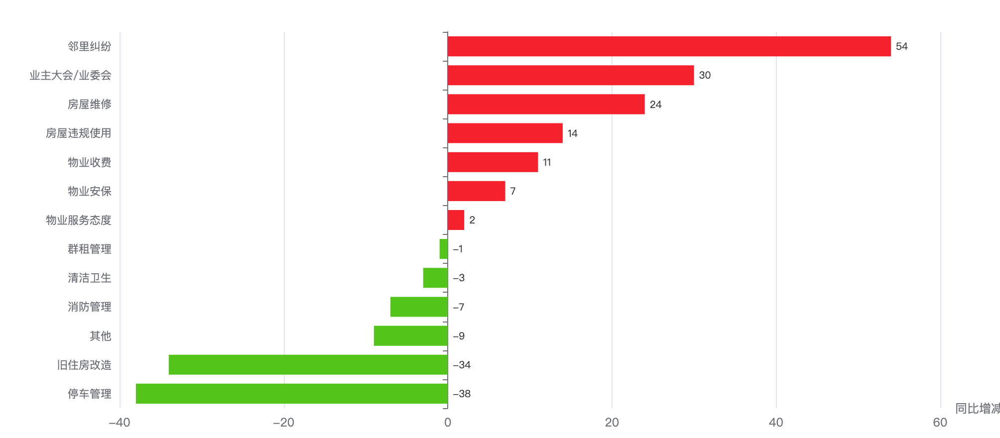 邻里纠纷 54
业主大会/业委会 30
房屋维修 24
房屋违规使用 14
物业收费 11
物业安保 7
物业服务态度 2
群租管理 –1
清洁卫生 –3
消防管理 –7
其他 –9
旧住房改造 –34
停车管理 –38
同比增减
–40 –20 0 20 40 60